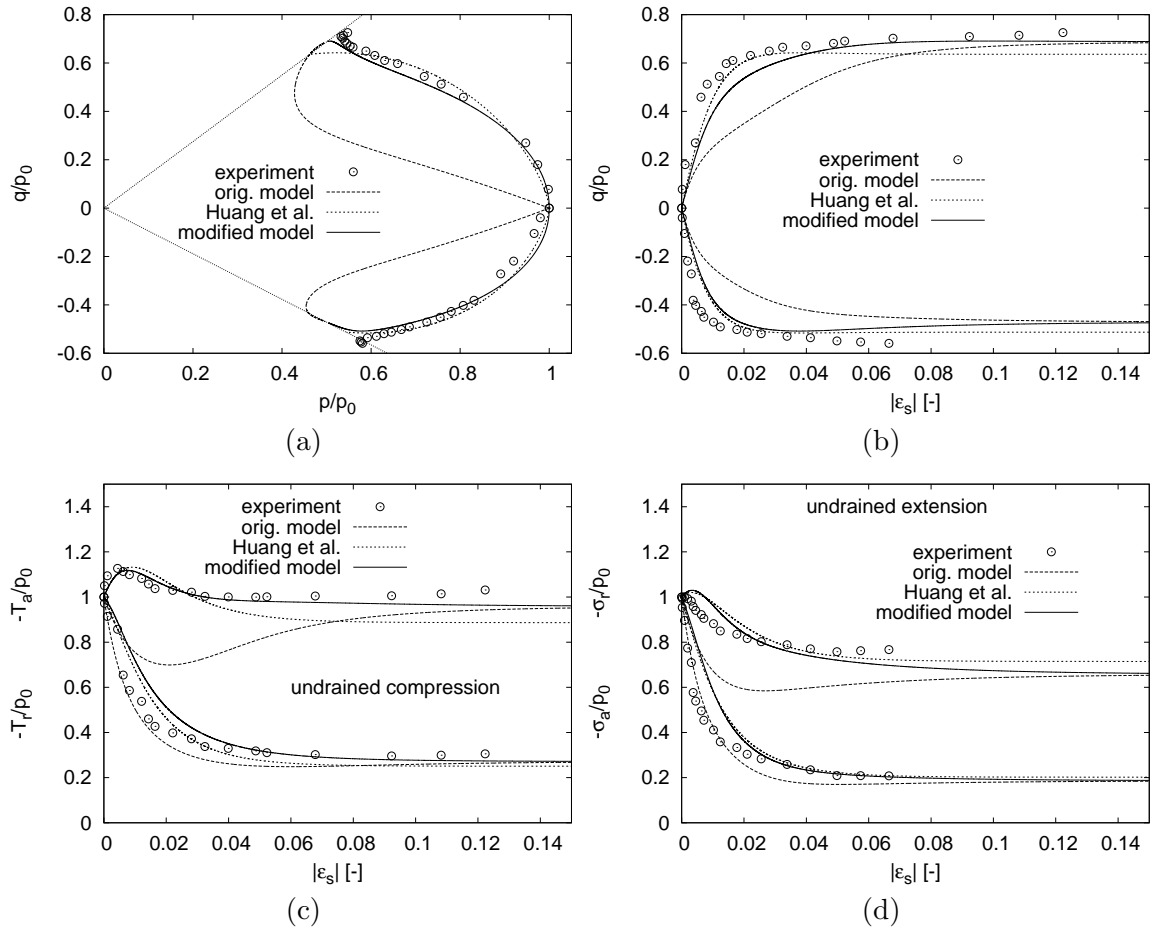 0.8
0.6
0.4
0.2
0
-0.2
-0.4
-0.6
q/p0
experiment
orig. model
Huang et al.
modified model
0 0.2 0.4 0.6 0.8 1
p/p0
(a)
0.8
0.6
0.4
0.2
0
-0.2
-0.4
-0.6
q/p0
experiment
orig. model
Huang et al.
modified model
0 0.02 0.04 0.06 0.08 0.1 0.12 0.14
|εs| [-]
(b)
1.4
1.2
1
0.8
0.6
0.4
0.2
0
-Tr/p0 -Ta/p0
experiment
orig. model
Huang et al.
modified model
undrained compression
0 0.02 0.04 0.06 0.08 0.1 0.12 0.14
|εs| [-]
(c)
1.4
1.2
1
0.8
0.6
0.4
0.2
0
-σa/p0 -σr/p0
undrained extension
experiment
orig. model
Huang et al.
modified model
0 0.02 0.04 0.06 0.08 0.1 0.12 0.14
|εs| [-]
(d)